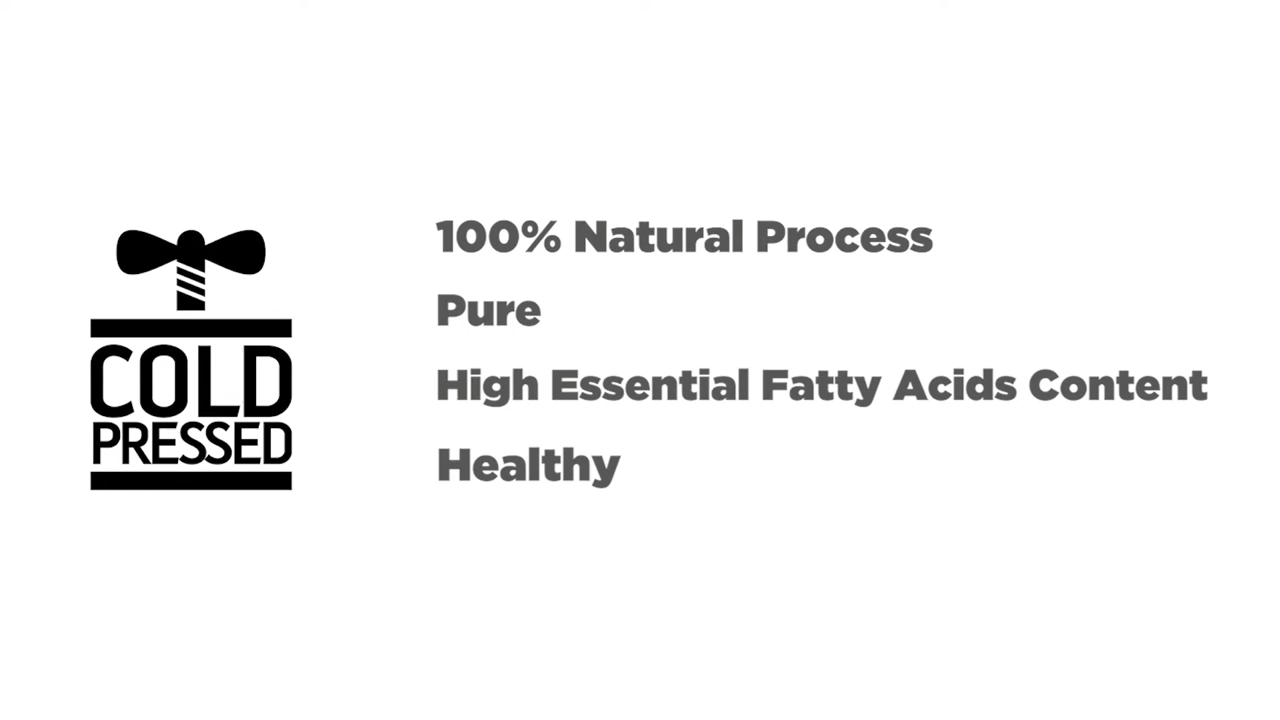 COLD
PRESSED
100% Natural Process
Pure
High Essential Fatty Acids Content
Healthy